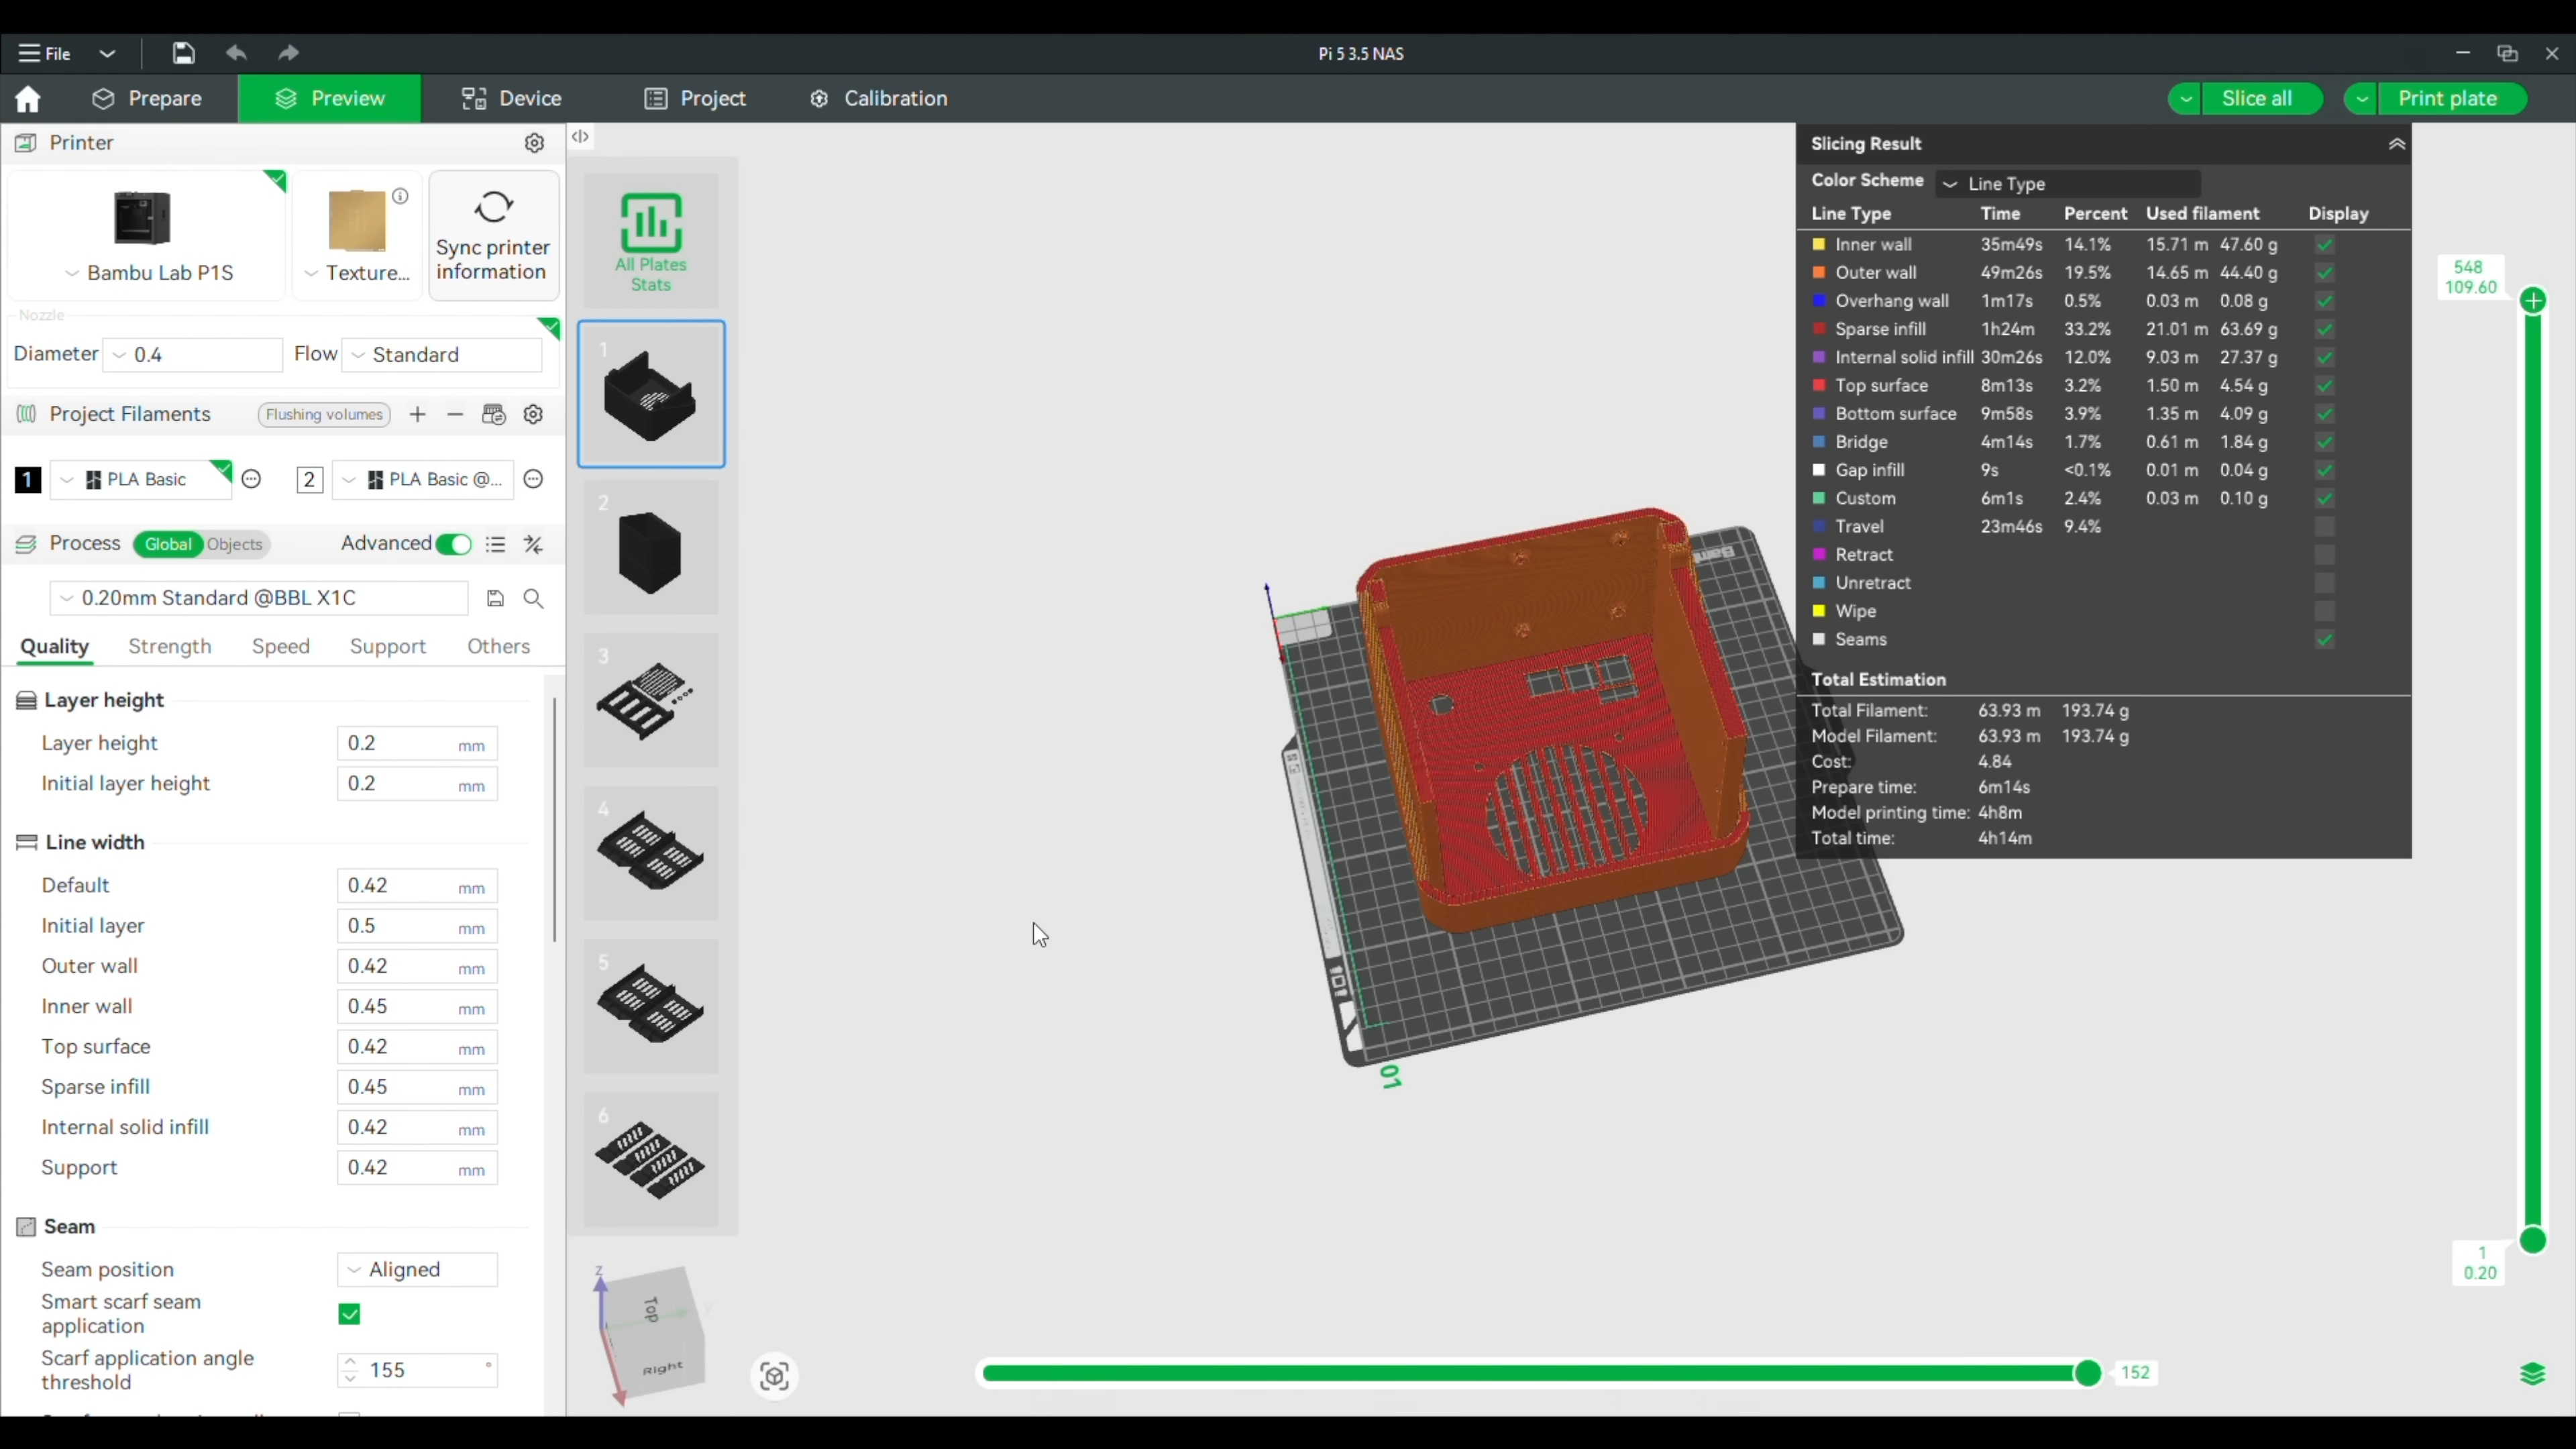 File
Pi 5 3.5 NAS
Prepare
Preview
Device
Project
Calibration
Slice all
Print plate
Printer
Bambu Lab P1S
Texture...
Sync printer
information
Nozzle
Diameter 0.4
Flow Standard
Project Filaments
Flushing volumes
1 PLA Basic
2 PLA Basic @...
Process
Global
Objects
Advanced
0.20mm Standard @BBL X1C
Quality
Strength
Speed
Support
Others
Layer height
Layer height 0.2 mm
Initial layer height 0.2 mm
Line width
Default 0.42 mm
Initial layer 0.5 mm
Outer wall 0.42 mm
Inner wall 0.45 mm
Top surface 0.42 mm
Sparse infill 0.45 mm
Internal solid infill 0.42 mm
Support 0.42 mm
Seam
Seam position Aligned
Smart scarf seam
application
Scarf application angle
threshold 155 °
All Plates
Stats
1
2
3
4
5
6
Top
Right
Z
01
152
Slicing Result
Color Scheme Line Type
Line Type Time Percent Used filament Display
Inner wall 35m49s 14.1% 15.71 m 47.60 g
Outer wall 49m26s 19.5% 14.65 m 44.40 g
Overhang wall 1m17s 0.5% 0.03 m 0.08 g
Sparse infill 1h24m 33.2% 21.01 m 63.69 g
Internal solid infill 30m26s 12.0% 9.03 m 27.37 g
Top surface 8m13s 3.2% 1.50 m 4.54 g
Bottom surface 9m58s 3.9% 1.35 m 4.09 g
Bridge 4m14s 1.7% 0.61 m 1.84 g
Gap infill 9s <0.1% 0.01 m 0.04 g
Custom 6m1s 2.4% 0.03 m 0.10 g
Travel 23m46s 9.4%
Retract
Unretract
Wipe
Seams
Total Estimation
Total Filament: 63.93 m 193.74 g
Model Filament: 63.93 m 193.74 g
Cost: 4.84
Prepare time: 6m14s
Model printing time: 4h8m
Total time: 4h14m
548
109.60
1
0.20